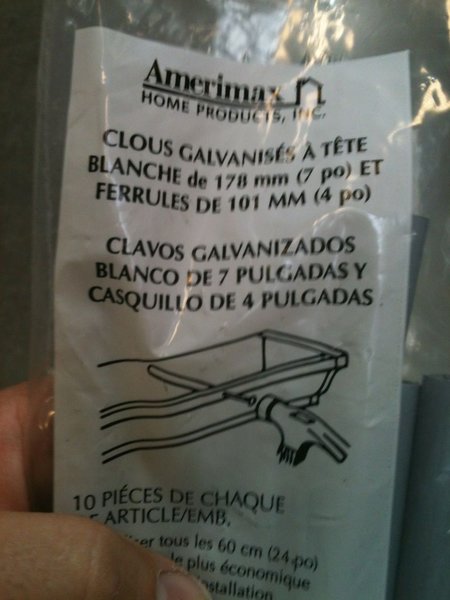 Amerimax
HOME PRODUCTS, INC.
CLOUS GALVANISÉS À TÊTE
BLANCHE de 178 mm (7 po) ET
FERRULES DE 101 MM (4 po)
CLAVOS GALVANIZADOS
BLANCO DE 7 PULGADAS Y
CASQUILLO DE 4 PULGADAS
10 PIÉCES DE CHAQUE
ARTICLE/EMB.
tous les 60 cm (24 po)
le plus économique